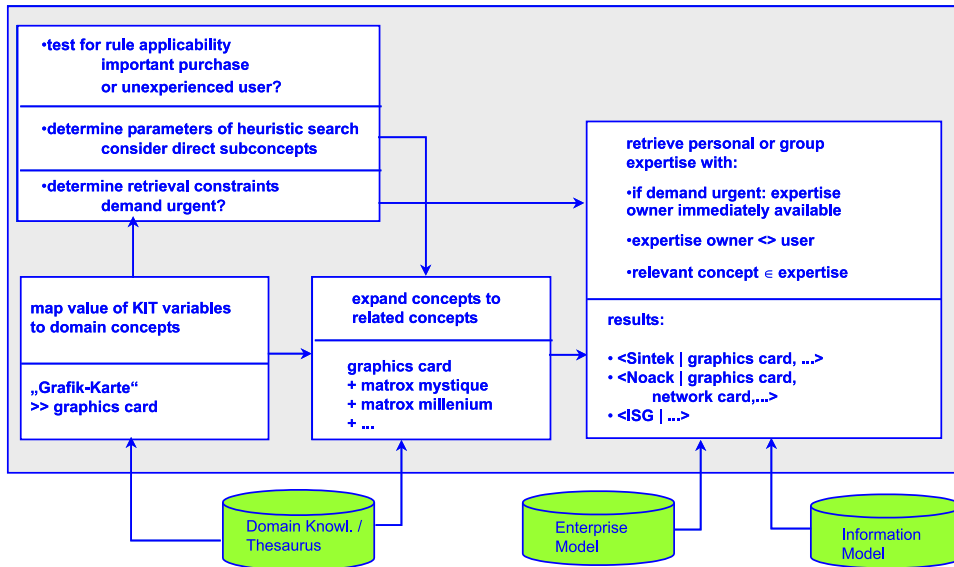 •test for rule applicability
important purchase
or unexperienced user?
•determine parameters of heuristic search
consider direct subconcepts
•determine retrieval constraints
demand urgent?
map value of KIT variables
to domain concepts
„Grafik-Karte“
>> graphics card
expand concepts to
related concepts
graphics card
+ matrox mystique
+ matrox millenium
+ ...
retrieve personal or group
expertise with:
•if demand urgent: expertise
owner immediately available
•expertise owner <> user
•relevant concept ∈ expertise
results:
• <Sintek | graphics card, ...>
• <Noack | graphics card,
network card,...>
• <ISG | ...>
Domain Knowl. /
Thesaurus
Enterprise
Model
Information
Model